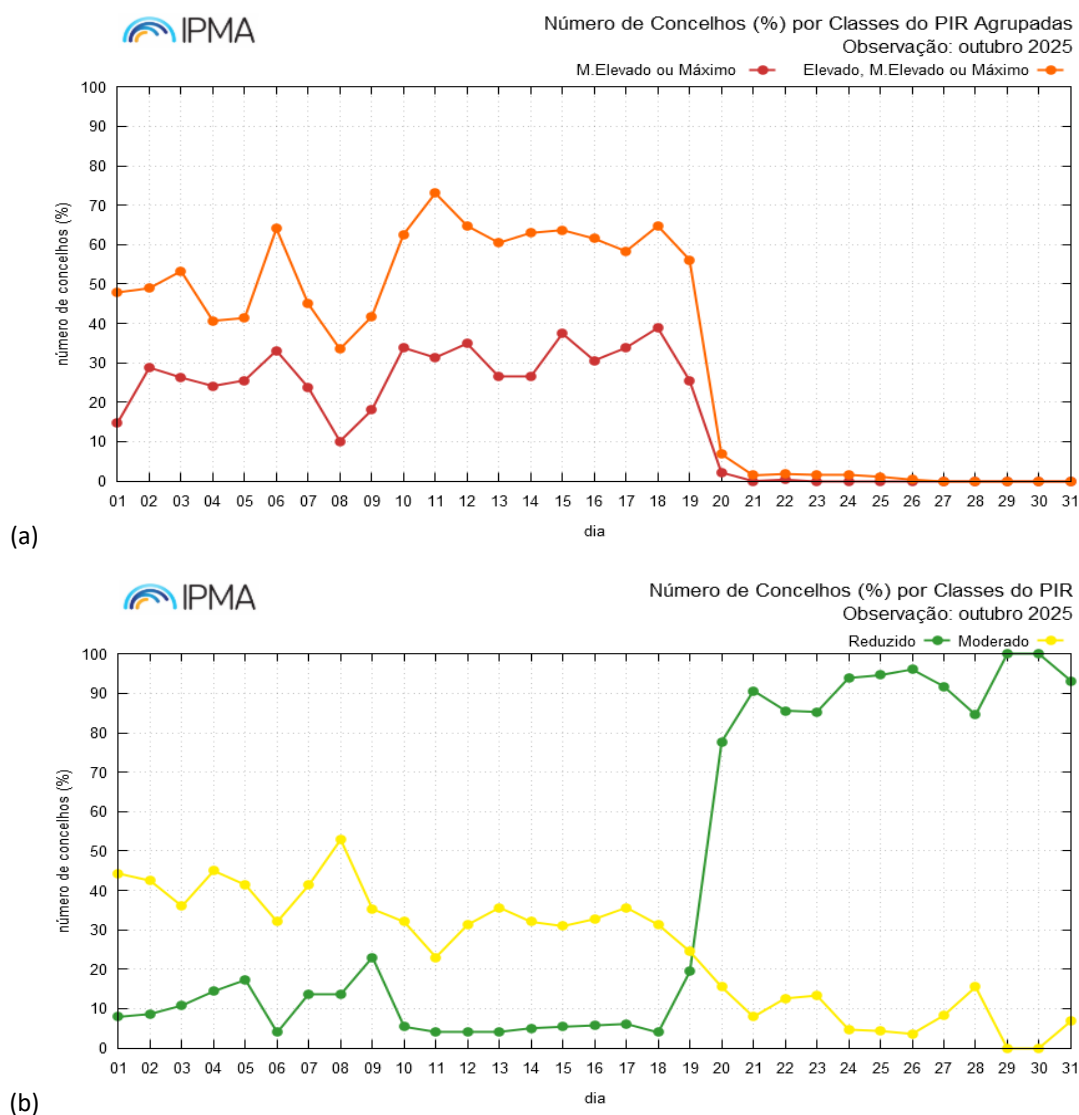 IPMA
Número de Concelhos (%) por Classes do PIR Agrupadas
Observação: outubro 2025
M.Elevado ou Máximo
Elevado, M.Elevado ou Máximo
número de concelhos (%)
100
90
80
70
60
50
40
30
20
10
0
01 02 03 04 05 06 07 08 09 10 11 12 13 14 15 16 17 18 19 20 21 22 23 24 25 26 27 28 29 30 31
dia
(a)
IPMA
Número de Concelhos (%) por Classes do PIR
Observação: outubro 2025
Reduzido
Moderado
número de concelhos (%)
100
90
80
70
60
50
40
30
20
10
0
01 02 03 04 05 06 07 08 09 10 11 12 13 14 15 16 17 18 19 20 21 22 23 24 25 26 27 28 29 30 31
dia
(b)